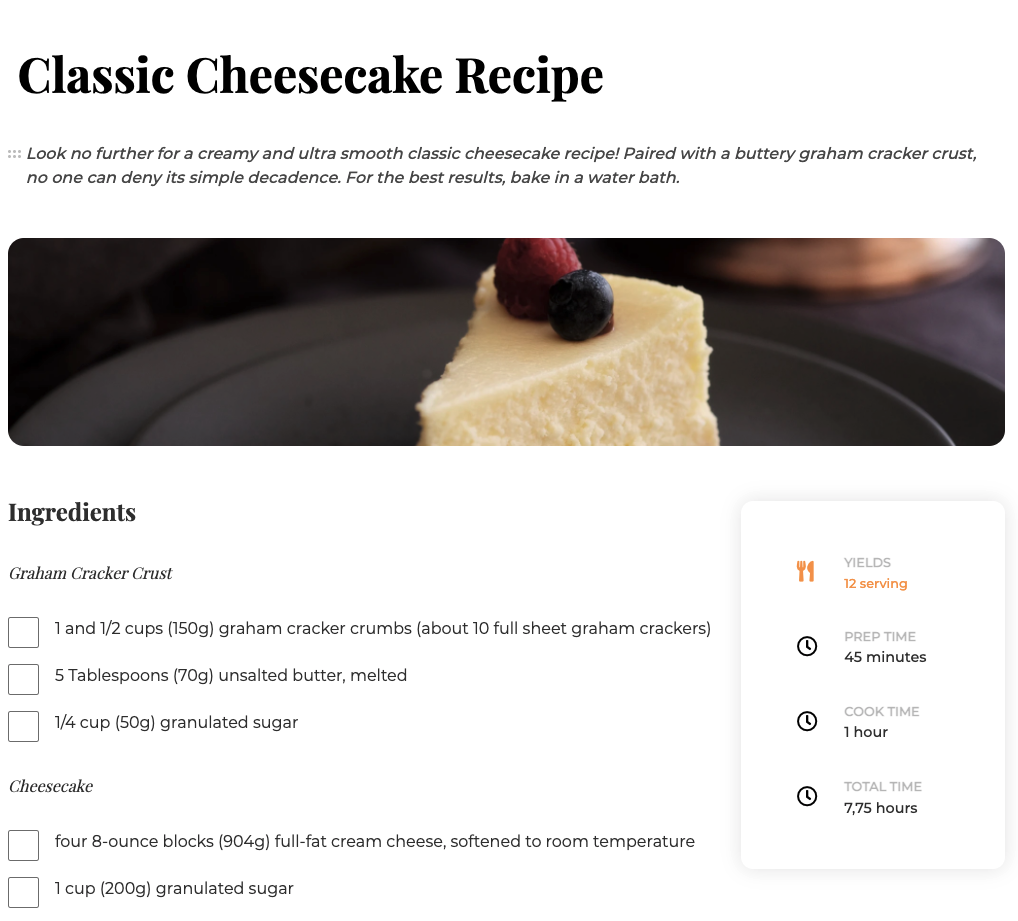 Classic Cheesecake Recipe
Look no further for a creamy and ultra smooth classic cheesecake recipe! Paired with a buttery graham cracker crust,
no one can deny its simple decadence. For the best results, bake in a water bath.
Ingredients
Graham Cracker Crust
1 and 1/2 cups (150g) graham cracker crumbs (about 10 full sheet graham crackers)
5 Tablespoons (70g) unsalted butter, melted
1/4 cup (50g) granulated sugar
Cheesecake
four 8-ounce blocks (904g) full-fat cream cheese, softened to room temperature
1 cup (200g) granulated sugar
YIELDS
12 serving
PREP TIME
45 minutes
COOK TIME
1 hour
TOTAL TIME
7,75 hours